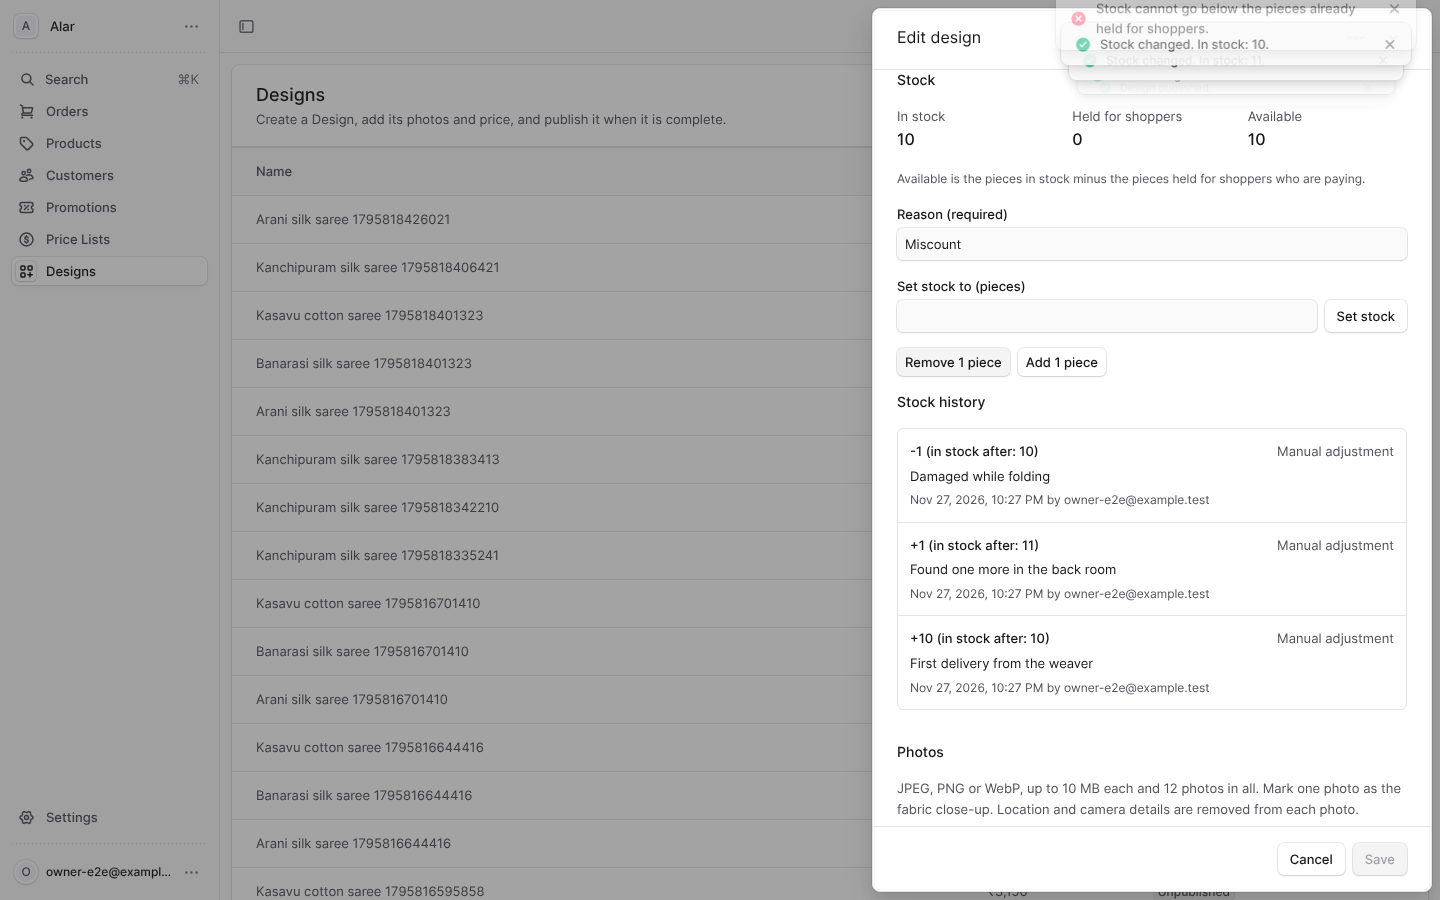 A
Alar
Search
⌘K
Orders
Products
Customers
Promotions
Price Lists
Designs
Settings
O
owner-e2e@exampl...
Designs
Create a Design, add its photos and price, and publish it when it is complete.
Name
Arani silk saree 1795818426021
Kanchipuram silk saree 1795818406421
Kasavu cotton saree 1795818401323
Banarasi silk saree 1795818401323
Arani silk saree 1795818401323
Kanchipuram silk saree 1795818383413
Kanchipuram silk saree 1795818342210
Kanchipuram silk saree 1795818335241
Kasavu cotton saree 1795816701410
Banarasi silk saree 1795816701410
Arani silk saree 1795816701410
Kasavu cotton saree 1795816644416
Banarasi silk saree 1795816644416
Arani silk saree 1795816644416
Kasavu cotton saree 1795816595858
Unpublished
Edit design
Stock cannot go below the pieces already
held for shoppers.
Stock changed. In stock: 10.
Stock changed. In stock: 11.
Stock
In stock
10
Held for shoppers
0
Available
10
Available is the pieces in stock minus the pieces held for shoppers who are paying.
Reason (required)
Miscount
Set stock to (pieces)
Set stock
Remove 1 piece
Add 1 piece
Stock history
-1 (in stock after: 10)
Manual adjustment
Damaged while folding
Nov 27, 2026, 10:27 PM by owner-e2e@example.test
+1 (in stock after: 11)
Manual adjustment
Found one more in the back room
Nov 27, 2026, 10:27 PM by owner-e2e@example.test
+10 (in stock after: 10)
Manual adjustment
First delivery from the weaver
Nov 27, 2026, 10:27 PM by owner-e2e@example.test
Photos
JPEG, PNG or WebP, up to 10 MB each and 12 photos in all. Mark one photo as the
fabric close-up. Location and camera details are removed from each photo.
Cancel
Save